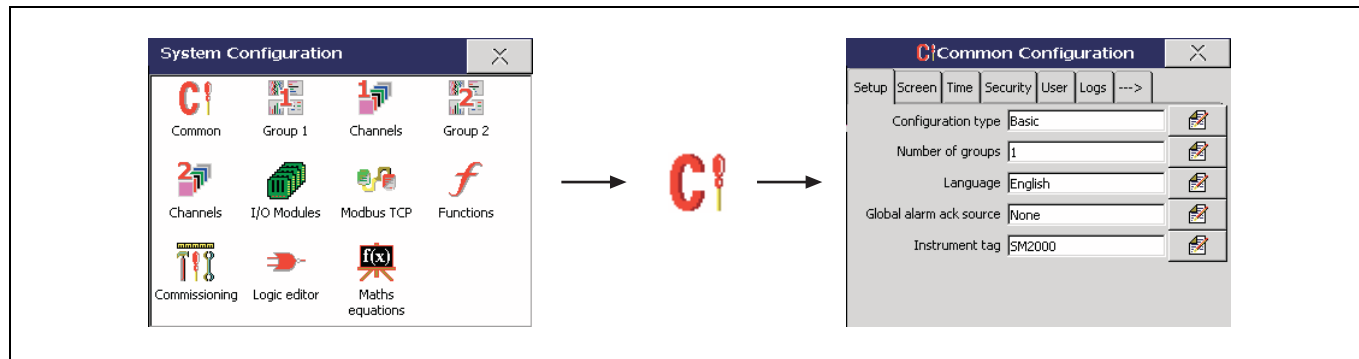 System Configuration
Common
Group 1
Channels
Group 2
Channels
I/O Modules
Modbus TCP
Functions
Commissioning
Logic editor
f(x)
Maths
equations
Common Configuration
Setup Screen Time Security User Logs --->
Configuration type Basic
Number of groups 1
Language English
Global alarm ack source None
Instrument tag SM2000